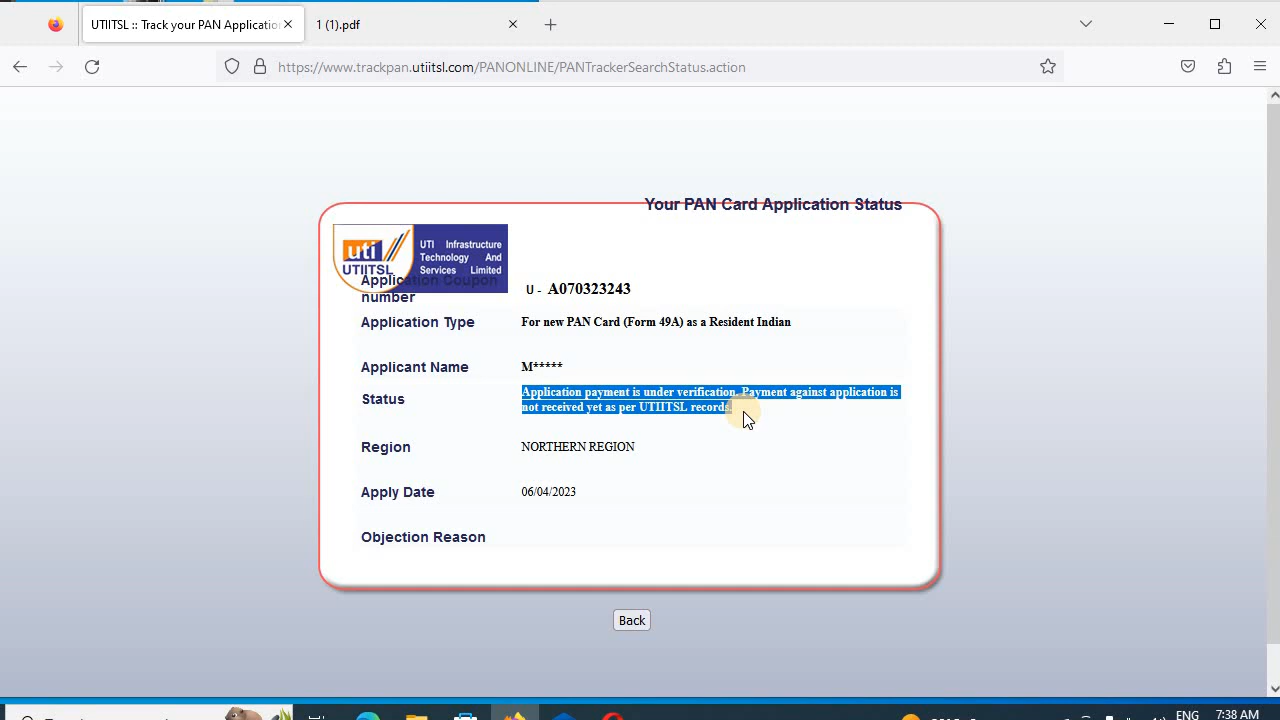 UTIITSL :: Track your PAN Applicatio
1 (1).pdf
https://www.trackpan.utiitsl.com/PANONLINE/PANTrackerSearchStatus.action
Your PAN Card Application Status
uti
UTIITSL
UTI Infrastructure
Technology And
Services Limited
Application Coupon
number
U - A070323243
Application Type
For new PAN Card (Form 49A) as a Resident Indian
Applicant Name
M*****
Status
Application payment is under verification. Payment against application is
not received yet as per UTIITSL records.
Region
NORTHERN REGION
Apply Date
06/04/2023
Objection Reason
Back
ENG
7:38 AM